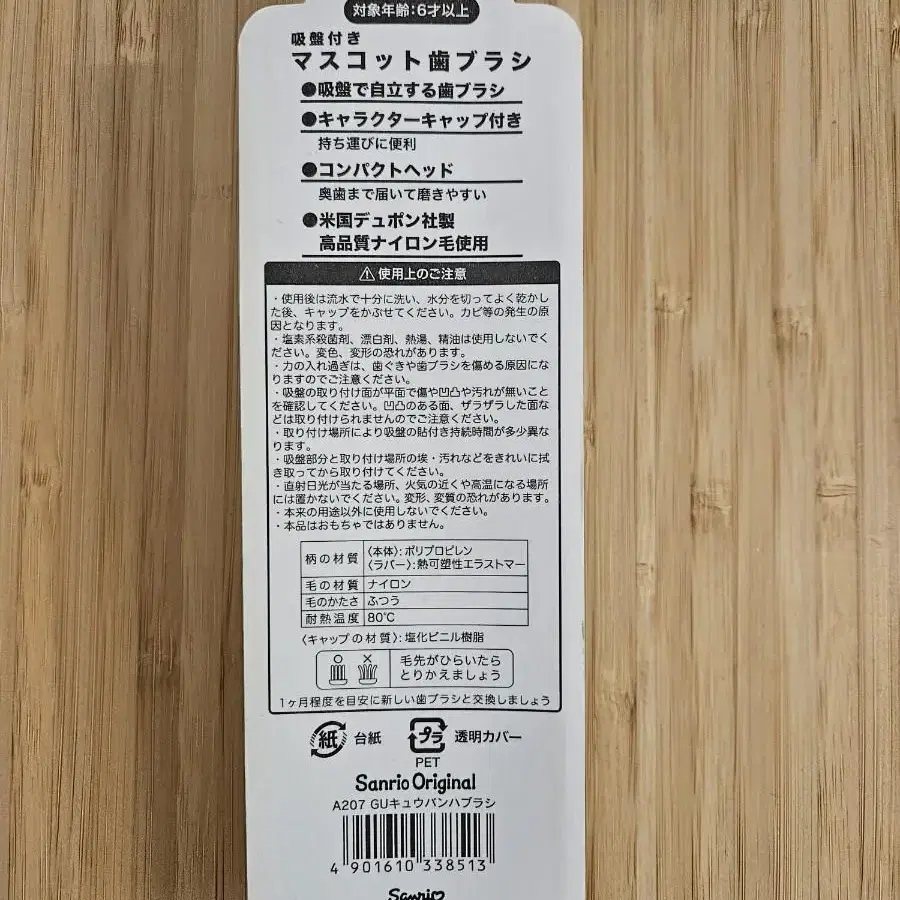 対象年齢:6才以上
吸盤付き
マスコット歯ブラシ
●吸盤で自立する歯ブラシ
●キャラクターキャップ付き
持ち運びに便利
●コンパクトヘッド
奥歯まで届いて磨きやすい
●米国デュポン社製
高品質ナイロン毛使用
⚠使用上のご注意
・使用後は流水で十分に洗い、水分を切ってよく乾かし
た後、キャップをかぶせてください。カビ等の発生の原
因となります。
・塩素系殺菌剤、漂白剤、熱湯、精油は使用しないでく
ださい。変色、変形の恐れがあります。
・力の入れ過ぎは、歯ぐきや歯ブラシを傷める原因にな
りますのでご注意ください。
・吸盤の取り付け面が平面で傷や凹凸や汚れが無いこと
を確認してください。凹凸のある面、ザラザラした面な
どは取り付けられませんのでご注意ください。
・取り付け場所により吸盤の貼付き持続時間が多少異な
ります。
・吸盤部分と取り付け場所の埃・汚れなどをきれいに拭
き取ってから取り付けてください。
・直射日光が当たる場所、火気の近くや高温になる場所
には置かないでください。変形、変質の恐れがあります。
・本来の用途以外に使用しないでください。
・本品はおもちゃではありません。
柄の材質 〈本体〉:ポリプロピレン
〈ラバー〉:熱可塑性エラストマー
毛の材質 ナイロン
毛のかたさ ふつう
耐熱温度 80℃
〈キャップの材質〉:塩化ビニル樹脂
○ × 毛先がひらいたら
とりかえましょう
1ヶ月程度を目安に新しい歯ブラシと交換しましょう
紙 台紙 プラ 透明カバー
PET
Sanrio Original
A207 GUキュウバンハブラシ
4 901610 338513
Sanrio